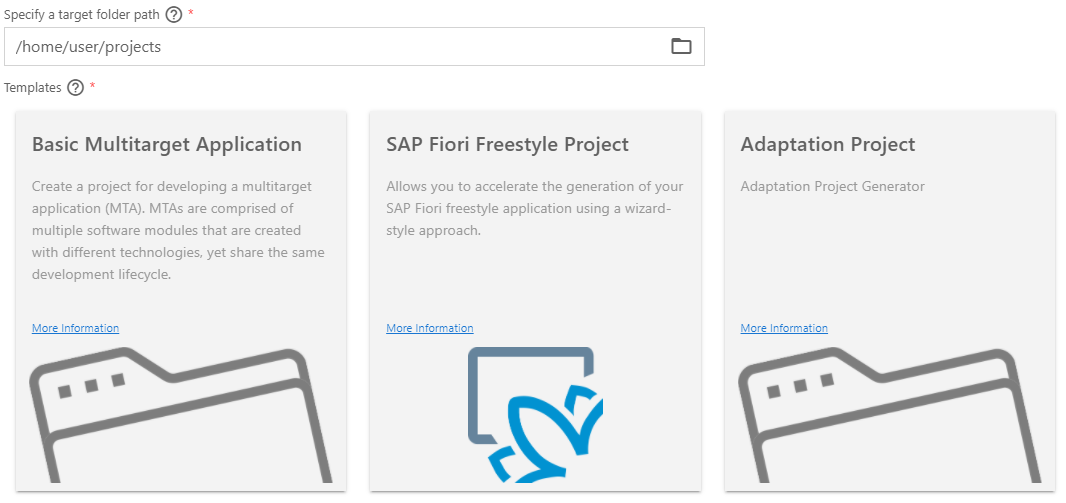 Specify a target folder path ? *
/home/user/projects
Templates ? *
Basic Multitarget Application
Create a project for developing a multitarget
application (MTA). MTAs are comprised of
multiple software modules that are created
with different technologies, yet share the same
development lifecycle.
More Information
SAP Fiori Freestyle Project
Allows you to accelerate the generation of your
SAP Fiori freestyle application using a wizard-
style approach.
More Information
Adaptation Project
Adaptation Project Generator
More Information